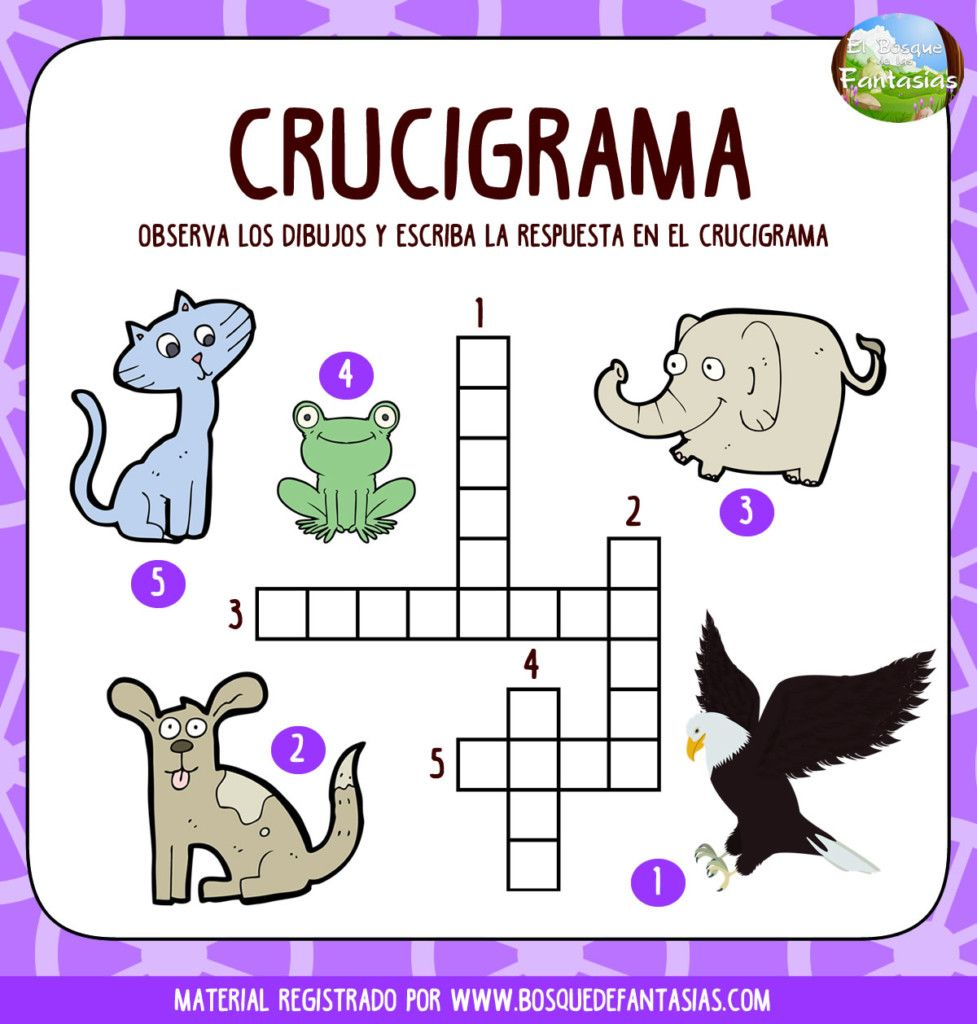 El Bosque
de las
Fantasías
CRUCIGRAMA
OBSERVA LOS DIBUJOS Y ESCRIBA LA RESPUESTA EN EL CRUCIGRAMA
1
4
2
3
5
3
4
2
5
1
MATERIAL REGISTRADO POR WWW.BOSQUEDEFANTASIAS.COM